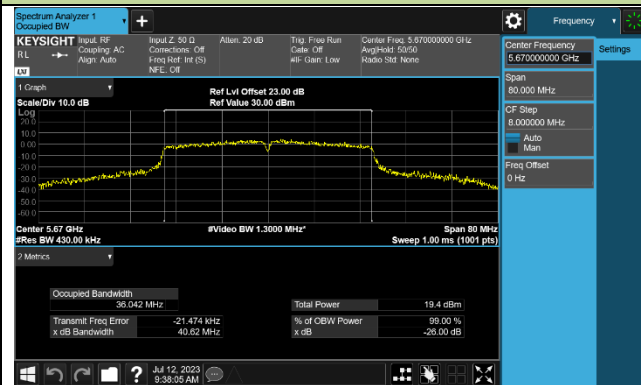 Spectrum Analyzer 1
Occupied BW
Frequency
KEYSIGHT
Input: RF
Input Z: 50 Ω
Atten: 20 dB
Trig: Free Run
Center Freq: 5.670000000 GHz
RL
Coupling: AC
Corrections: Off
Gate: Off
Avg|Hold: 50/50
Align: Auto
Freq Ref: Int (S)
#IF Gain: Low
Radio Std: None
NFE: Off
LXI
Center Frequency
5.670000000 GHz
Settings
Span
80.000 MHz
CF Step
8.000000 MHz
Auto
Man
Freq Offset
0 Hz
1 Graph
Scale/Div 10.0 dB
Ref Lvl Offset 23.00 dB
Ref Value 30.00 dBm
Log
20.0
10.0
0.00
-10.0
-20.0
-30.0
-40.0
-50.0
-60.0
Center 5.67 GHz
#Video BW 1.3000 MHz*
Span 80 MHz
#Res BW 430.00 kHz
Sweep 1.00 ms (1001 pts)
2 Metrics
Occupied Bandwidth
36.042 MHz
Total Power
19.4 dBm
Transmit Freq Error
-21.474 kHz
% of OBW Power
99.00 %
x dB Bandwidth
40.62 MHz
x dB
-26.00 dB
Jul 12, 2023
9:38:05 AM